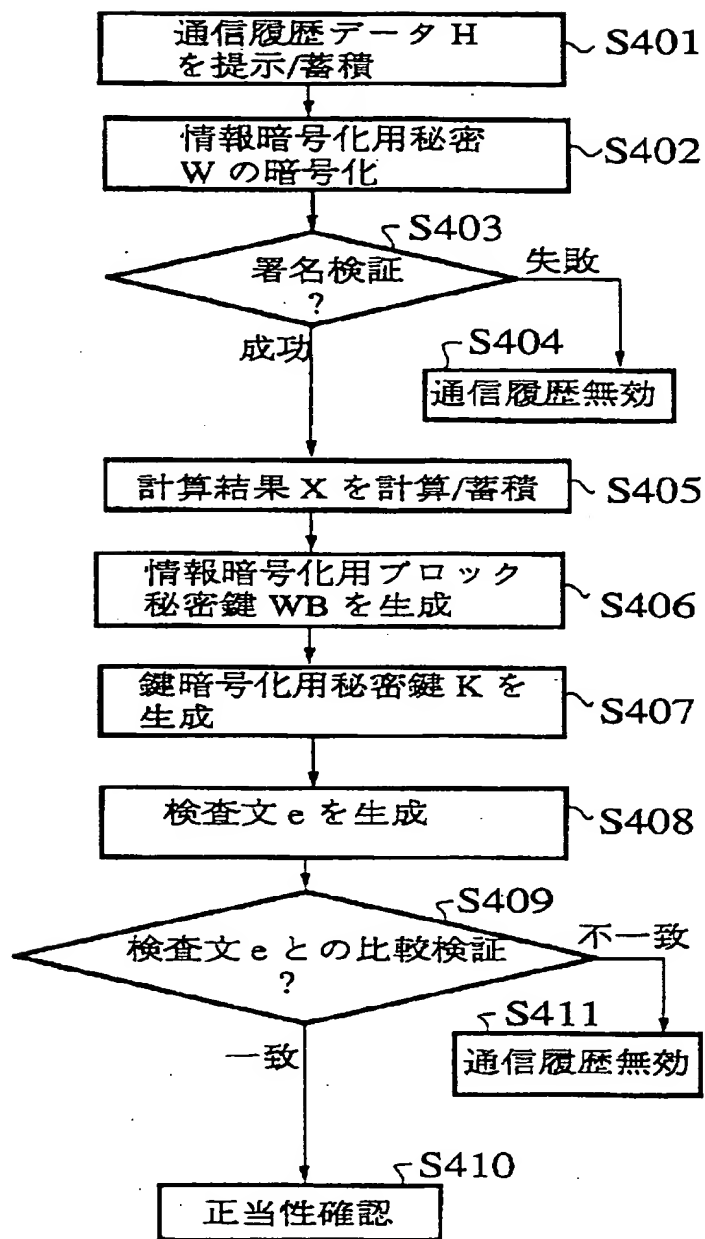 通信履歴データ H
を提示/蓄積
S401
情報暗号化用秘密
W の暗号化
S402
S403
署名検証
?
失敗
成功
S404
通信履歴無効
計算結果 X を計算/蓄積
S405
情報暗号化用ブロック
秘密鍵 WB を生成
S406
鍵暗号化用秘密鍵 K を
生成
S407
検査文 e を生成
S408
S409
検査文 e との比較検証
?
不一致
一致
S411
通信履歴無効
S410
正当性確認